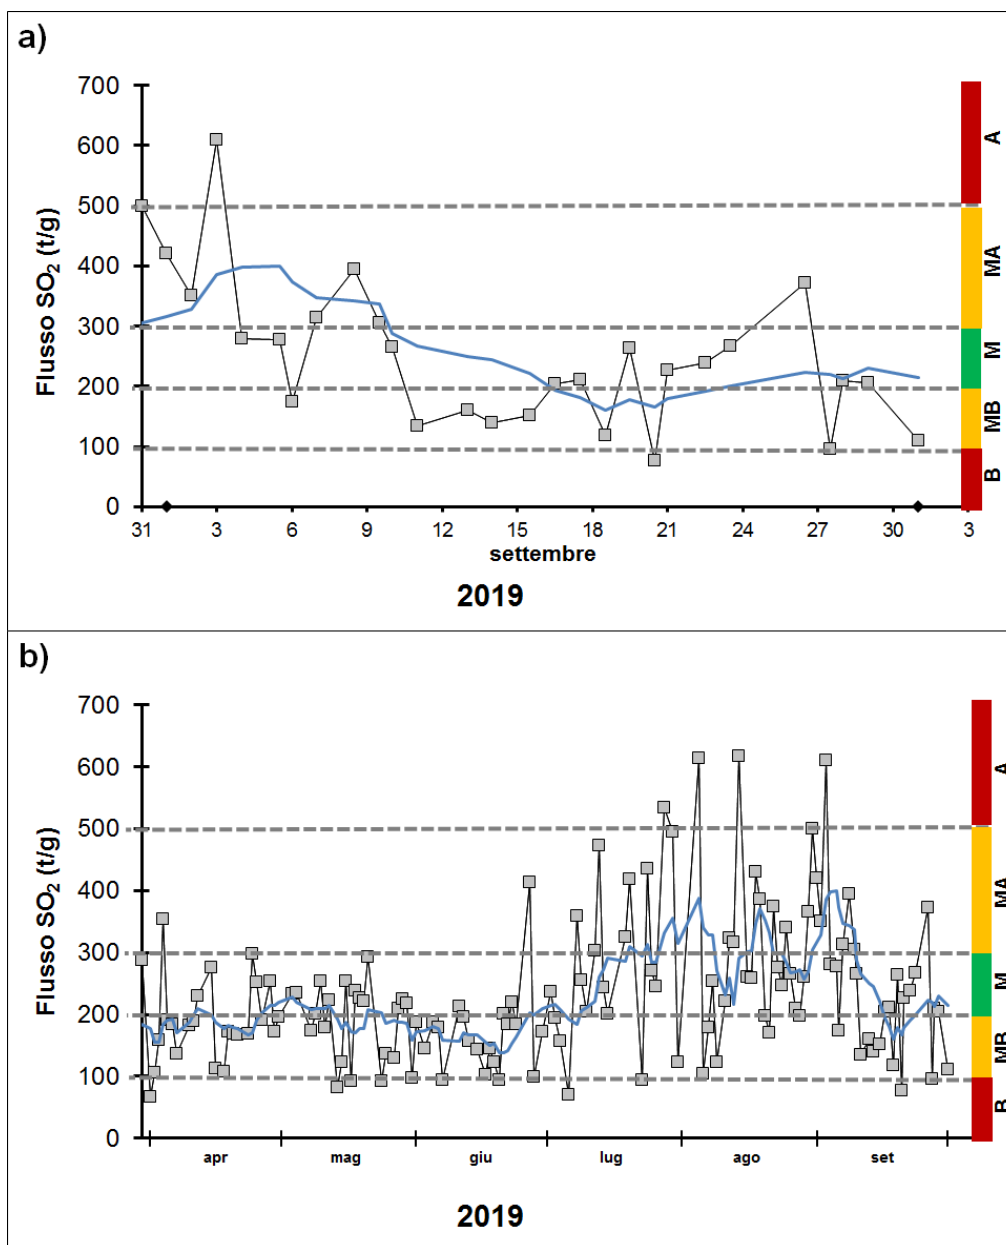 a)
700
600
500
400
300
200
100
0
Flusso SO₂ (t/g)
A
MA
M
MB
B
31 3 6 9 12 15 18 21 24 27 30 3
settembre
2019
b)
700
600
500
400
300
200
100
0
Flusso SO₂ (t/g)
A
MA
M
MB
B
apr mag giu lug ago set
2019